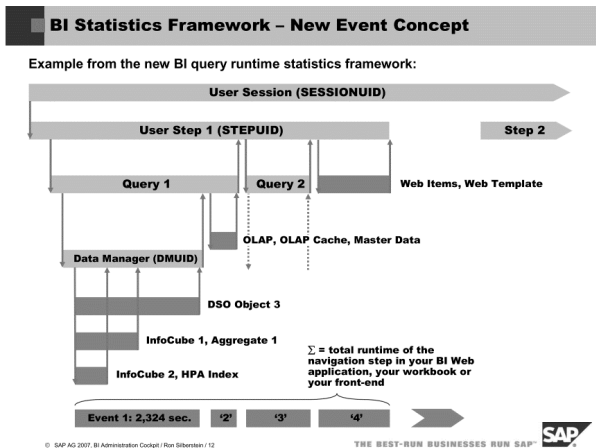 BI Statistics Framework – New Event Concept
Example from the new BI query runtime statistics framework:
User Session (SESSIONUID)
User Step 1 (STEPUID)
Step 2
Query 1
Query 2
Web Items, Web Template
OLAP, OLAP Cache, Master Data
Data Manager (DMUID)
DSO Object 3
InfoCube 1, Aggregate 1
InfoCube 2, HPA Index
Σ = total runtime of the
navigation step in your BI Web
application, your workbook or
your front-end
Event 1: 2,324 sec.
‘2’
‘3’
‘4’
© SAP AG 2007, BI Administration Cockpit / Ron Silberstein / 12
THE BEST-RUN BUSINESSES RUN SAP™
SAP